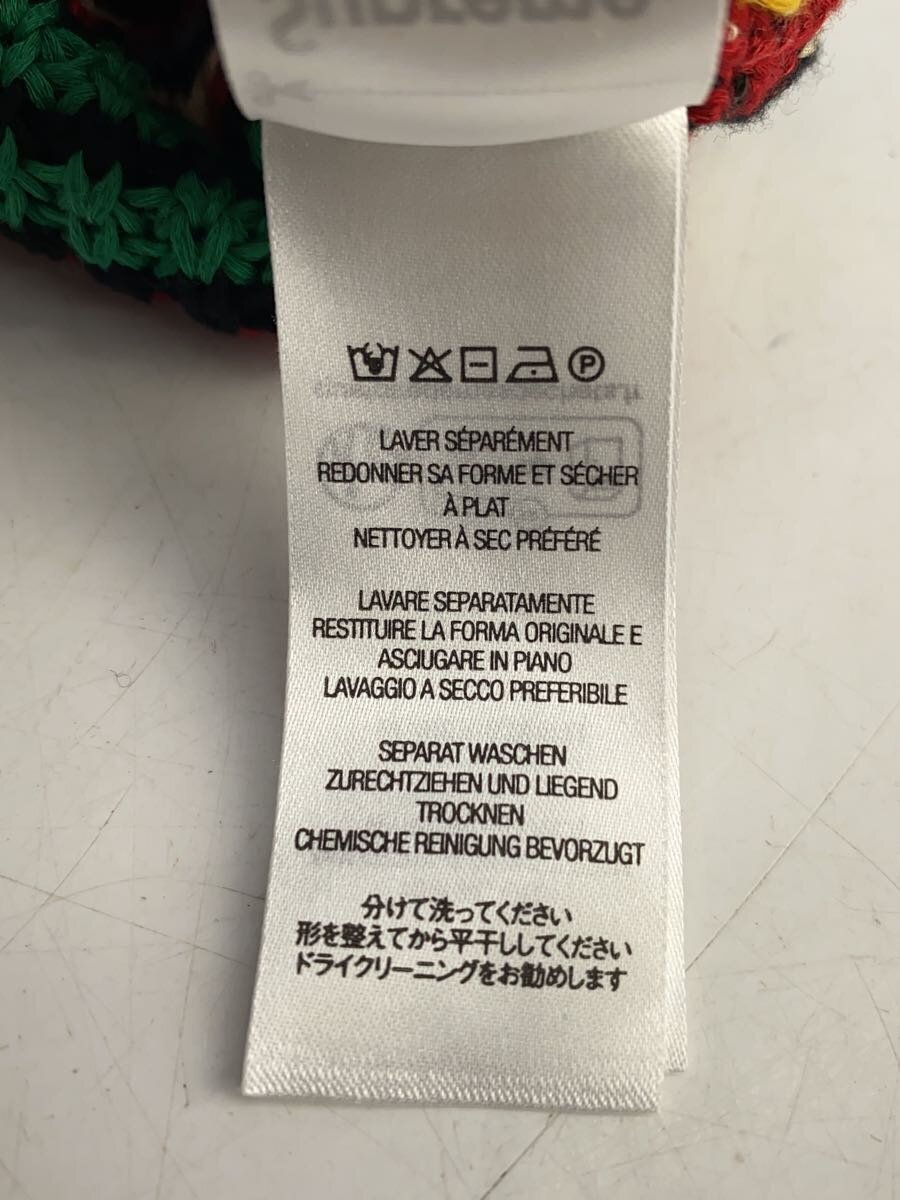 Supreme
P
LAVER SÉPARÉMENT
REDONNER SA FORME ET SÉCHER
À PLAT
NETTOYER À SEC PRÉFÉRÉ
LAVARE SEPARATAMENTE
RESTITUIRE LA FORMA ORIGINALE E
ASCIUGARE IN PIANO
LAVAGGIO A SECCO PREFERIBILE
SEPARAT WASCHEN
ZURECHTZIEHEN UND LIEGEND
TROCKNEN
CHEMISCHE REINIGUNG BEVORZUGT
分けて洗ってください
形を整えてから平干ししてください
ドライクリーニングをお勧めします